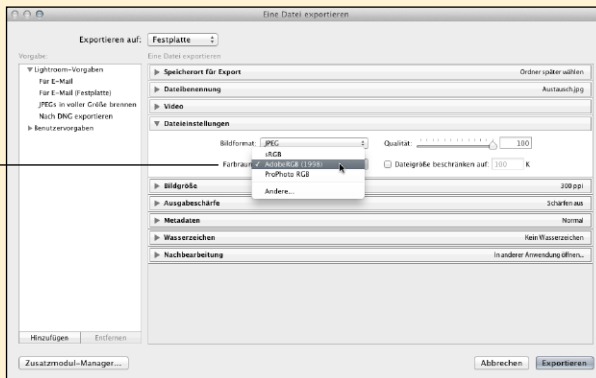 Eine Datei exportieren
Exportieren auf: Festplatte
Vorgabe:
Eine Datei exportieren
Lightroom-Vorgaben
Für E-Mail
Für E-Mail (Festplatte)
JPEGs in voller Größe brennen
Nach DNG exportieren
Benutzervorgaben
Speicherort für Export Ordner später wählen
Dateibenennung Austausch.jpg
Video
Dateieinstellungen
Bildformat: JPEG Qualität: 100
sRGB
Farbraum AdobeRGB (1998) Dateigröße beschränken auf: 100 K
ProPhoto RGB
Andere...
Bildgröße 300 ppi
Ausgabeschärfe Schärfen aus
Metadaten Normal
Wasserzeichen Kein Wasserzeichen
Nachbearbeitung In anderer Anwendung öffnen...
Hinzufügen Entfernen
Zusatzmodul-Manager... Abbrechen Exportieren